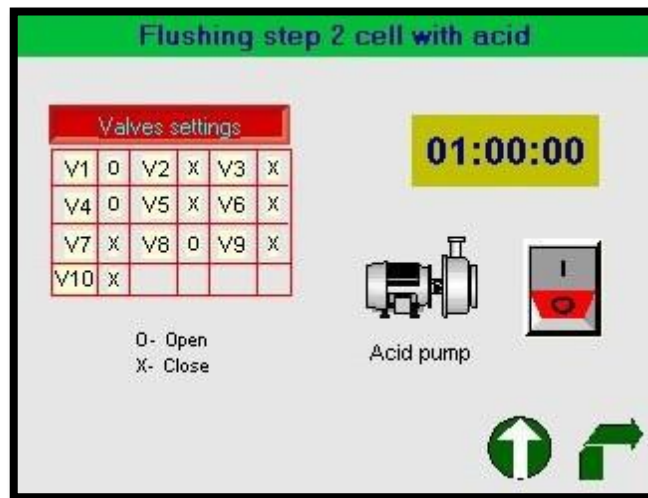 Flushing step 2 cell with acid
Valves settings
01:00:00
V1 O V2 X V3 X
V4 O V5 X V6 X
V7 X V8 O V9 X
V10 X
I
O
O- Open
X- Close
Acid pump